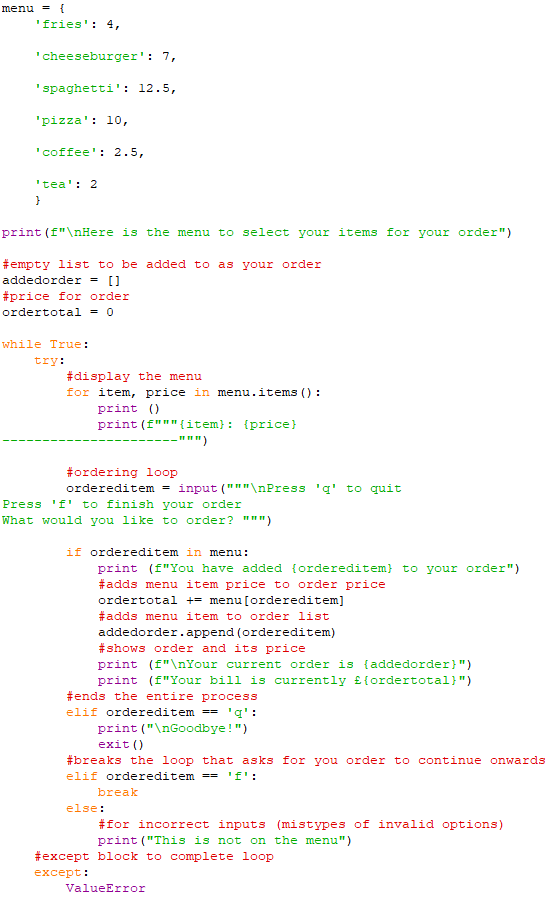 menu = {
    'fries': 4,
    'cheeseburger': 7,
    'spaghetti': 12.5,
    'pizza': 10,
    'coffee': 2.5,
    'tea': 2
    }
print(f"\nHere is the menu to select your items for your order")
#empty list to be added to as your order
addedorder = []
#price for order
ordertotal = 0
while True:
    try:
        #display the menu
        for item, price in menu.items():
            print ()
            print(f"""{item}: {price}
----------------------""")
        #ordering loop
        ordereditem = input("""\nPress 'q' to quit
Press 'f' to finish your order
What would you like to order? """)
        if ordereditem in menu:
            print (f"You have added {ordereditem} to your order")
            #adds menu item price to order price
            ordertotal += menu[ordereditem]
            #adds menu item to order list
            addedorder.append(ordereditem)
            #shows order and its price
            print (f"\nYour current order is {addedorder}")
            print (f"Your bill is currently £{ordertotal}")
        #ends the entire process
        elif ordereditem == 'q':
            print("\nGoodbye!")
            exit()
        #breaks the loop that asks for you order to continue onwards
        elif ordereditem == 'f':
            break
        else:
            #for incorrect inputs (mistypes of invalid options)
            print("This is not on the menu")
    #except block to complete loop
    except:
        ValueError